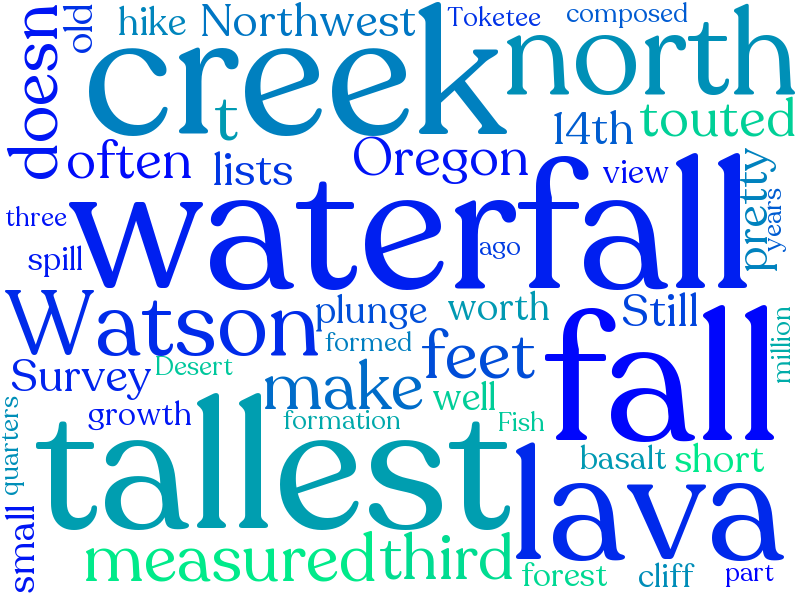 old
hike
Northwest
Toketee
composed
doesn
creek
north
t
14th
touted
often
lists
Oregon
view
pretty
years
three
waterfall
spill
ago
Watson
plunge
worth
Still
million
formed
feet
fall
Survey
Desert
make
well
quarters
growth
formation
Fish
tallest
basalt
short
lava
small
measured
third
forest
cliff
part